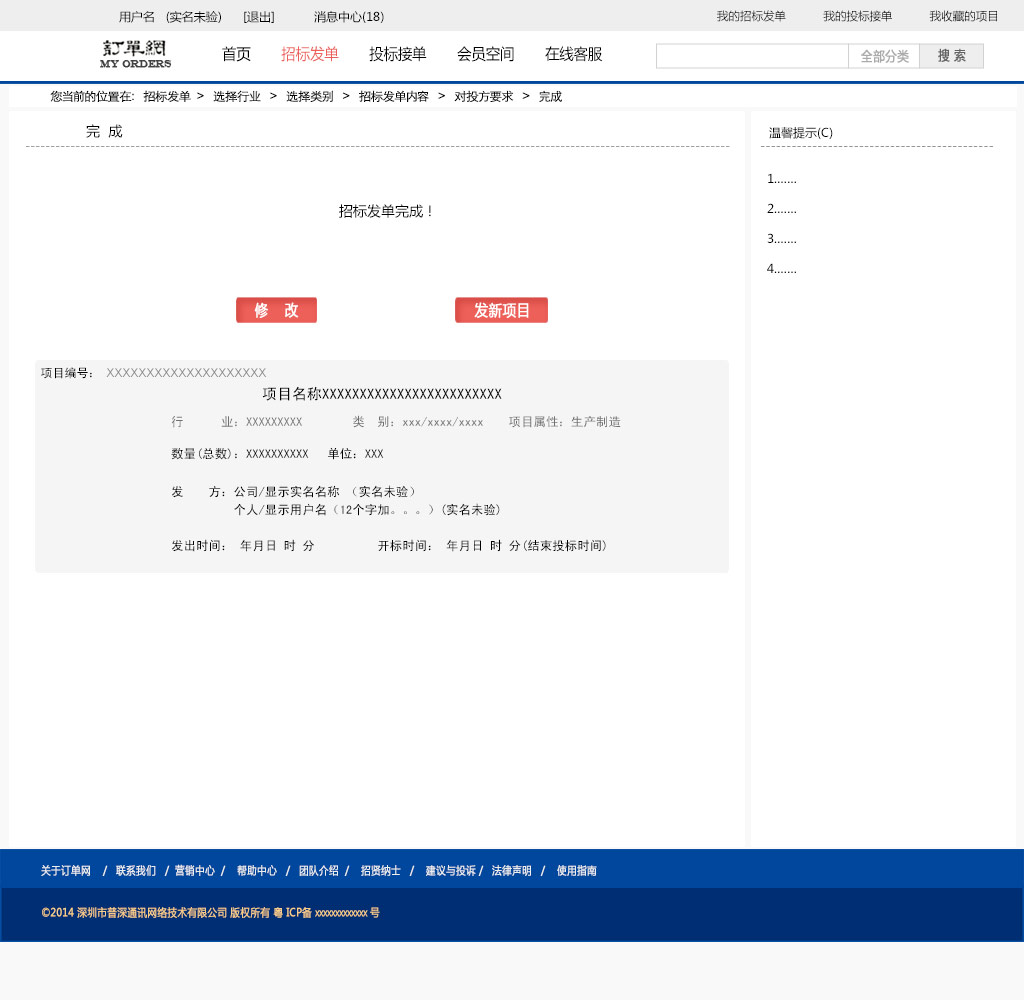 用户名 (实名未验) [退出] 消息中心(18) 我的招标发单 我的投标接单 我收藏的项目
訂單網
MY ORDERS
首页 招标发单 投标接单 会员空间 在线客服 全部分类 搜 索
您当前的位置在: 招标发单 > 选择行业 > 选择类别 > 招标发单内容 > 对投方要求 > 完成
完 成
招标发单完成！
修 改 发新项目
项目编号： XXXXXXXXXXXXXXXXXXXX
项目名称XXXXXXXXXXXXXXXXXXXXXXXX
行 业：XXXXXXXXX 类 别：xxx/xxxx/xxxx 项目属性：生产制造
数量(总数)：XXXXXXXXXX 单位：XXX
发 方：公司/显示实名名称 （实名未验）
个人/显示用户名（12个字加。。。）(实名未验)
发出时间： 年月日 时 分 开标时间： 年月日 时 分(结束投标时间)
温馨提示(C)
1.......
2.......
3.......
4.......
关于订单网 / 联系我们 / 营销中心 / 帮助中心 / 团队介绍 / 招贤纳士 / 建议与投诉 / 法律声明 / 使用指南
©2014 深圳市普深通讯网络技术有限公司 版权所有 粤 ICP备 xxxxxxxxxxxx 号